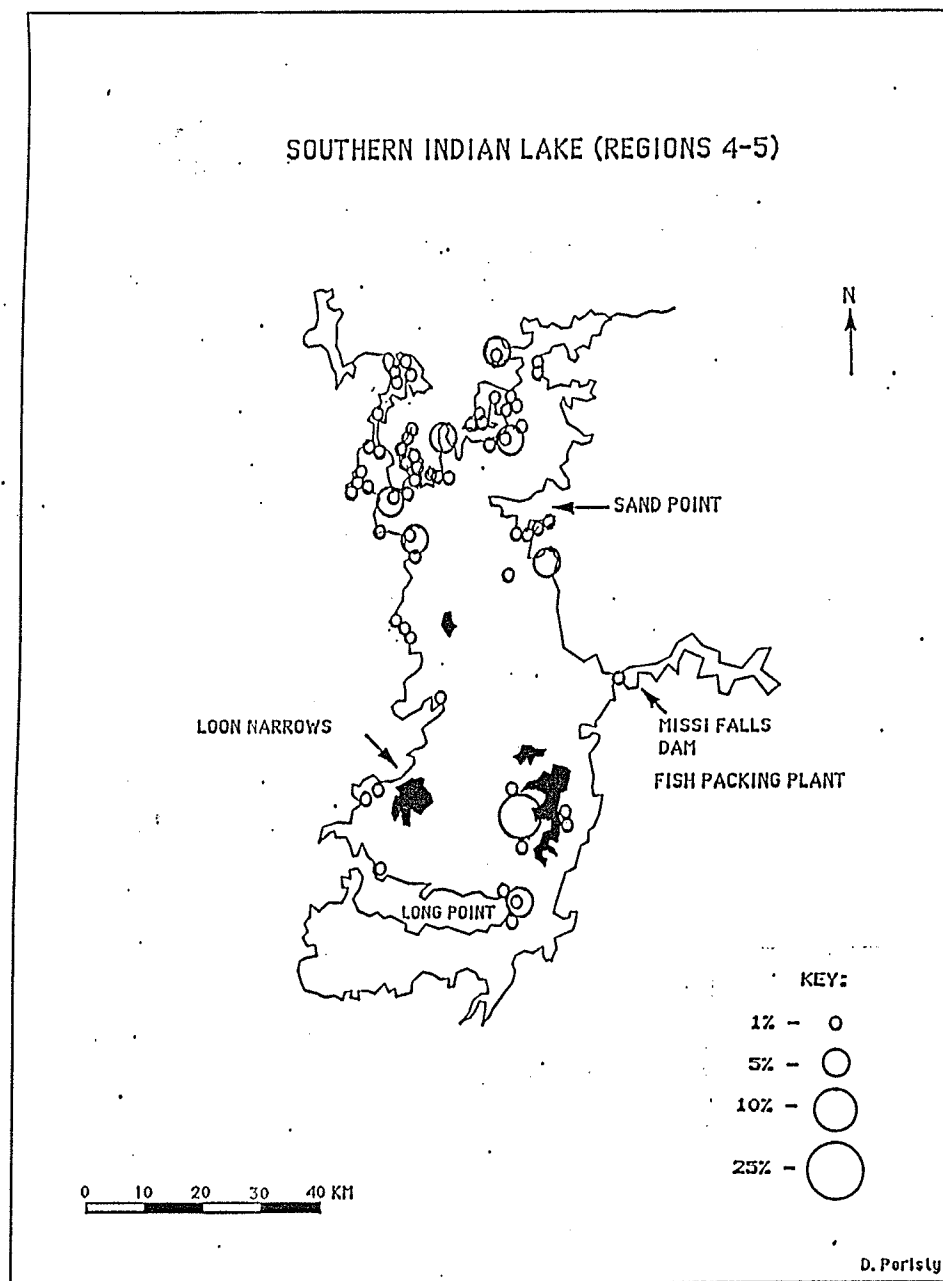 SOUTHERN INDIAN LAKE (REGIONS 4-5)
N
SAND POINT
LOON NARROWS
MISSI FALLS
DAM
FISH PACKING PLANT
LONG POINT
KEY:
1% -
5% -
10% -
25% -
0 10 20 30 40 KM
D. Porisly